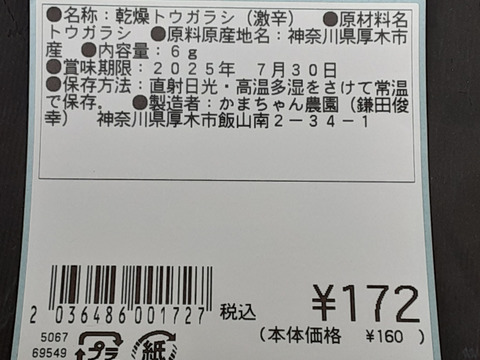 ●名称：乾燥トウガラシ（激辛） ●原材料名
トウガラシ ●原料原産地名：神奈川県厚木市
産 ●内容量：６ｇ
●賞味期限：２０２５年 ７月３０日
●保存方法：直射日光・高温多湿をさけて常温
で保存。 ●製造者：かまちゃん農園（鎌田俊
幸） 神奈川県厚木市飯山南２－３４－１
2 036486 001727
税込
¥172
(本体価格 ¥160 )
5067
69549
プラ
紙